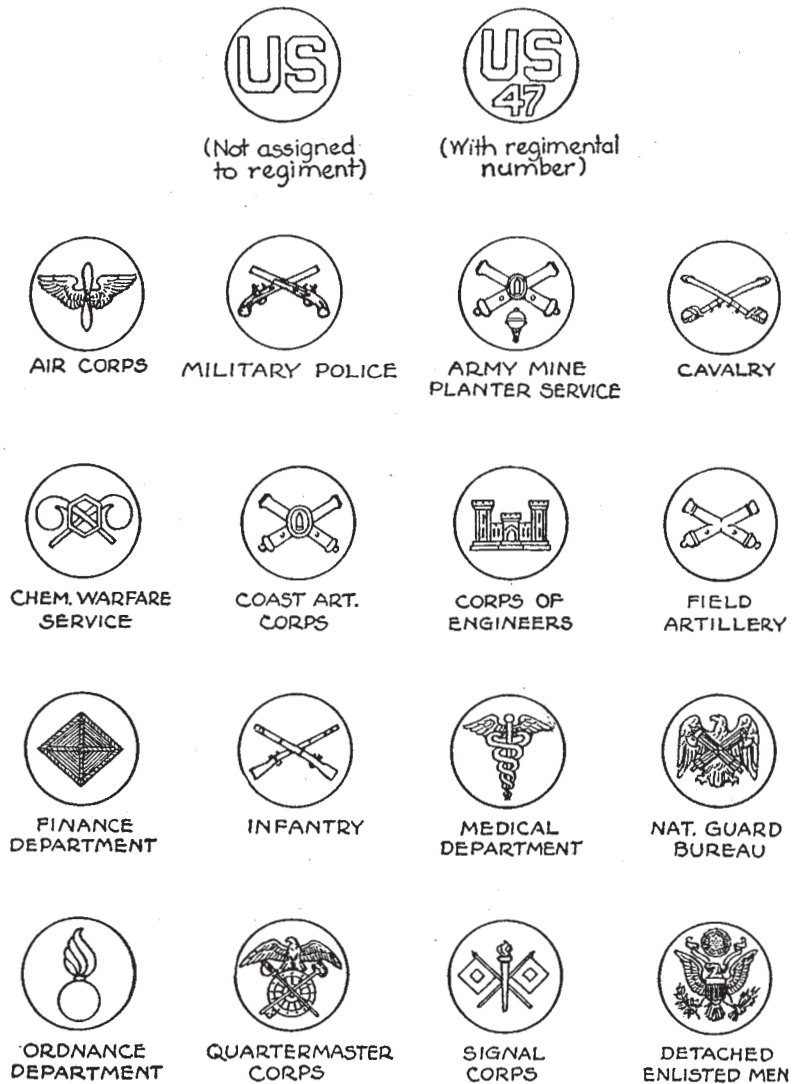 US
US
47
(Not assigned
to regiment)
(With regimental
number)
AIR CORPS
MILITARY POLICE
ARMY MINE
PLANTER SERVICE
CAVALRY
CHEM. WARFARE
SERVICE
COAST ART.
CORPS
CORPS OF
ENGINEERS
FIELD
ARTILLERY
FINANCE
DEPARTMENT
INFANTRY
MEDICAL
DEPARTMENT
NAT. GUARD
BUREAU
ORDNANCE
DEPARTMENT
QUARTERMASTER
CORPS
SIGNAL
CORPS
DETACHED
ENLISTED MEN